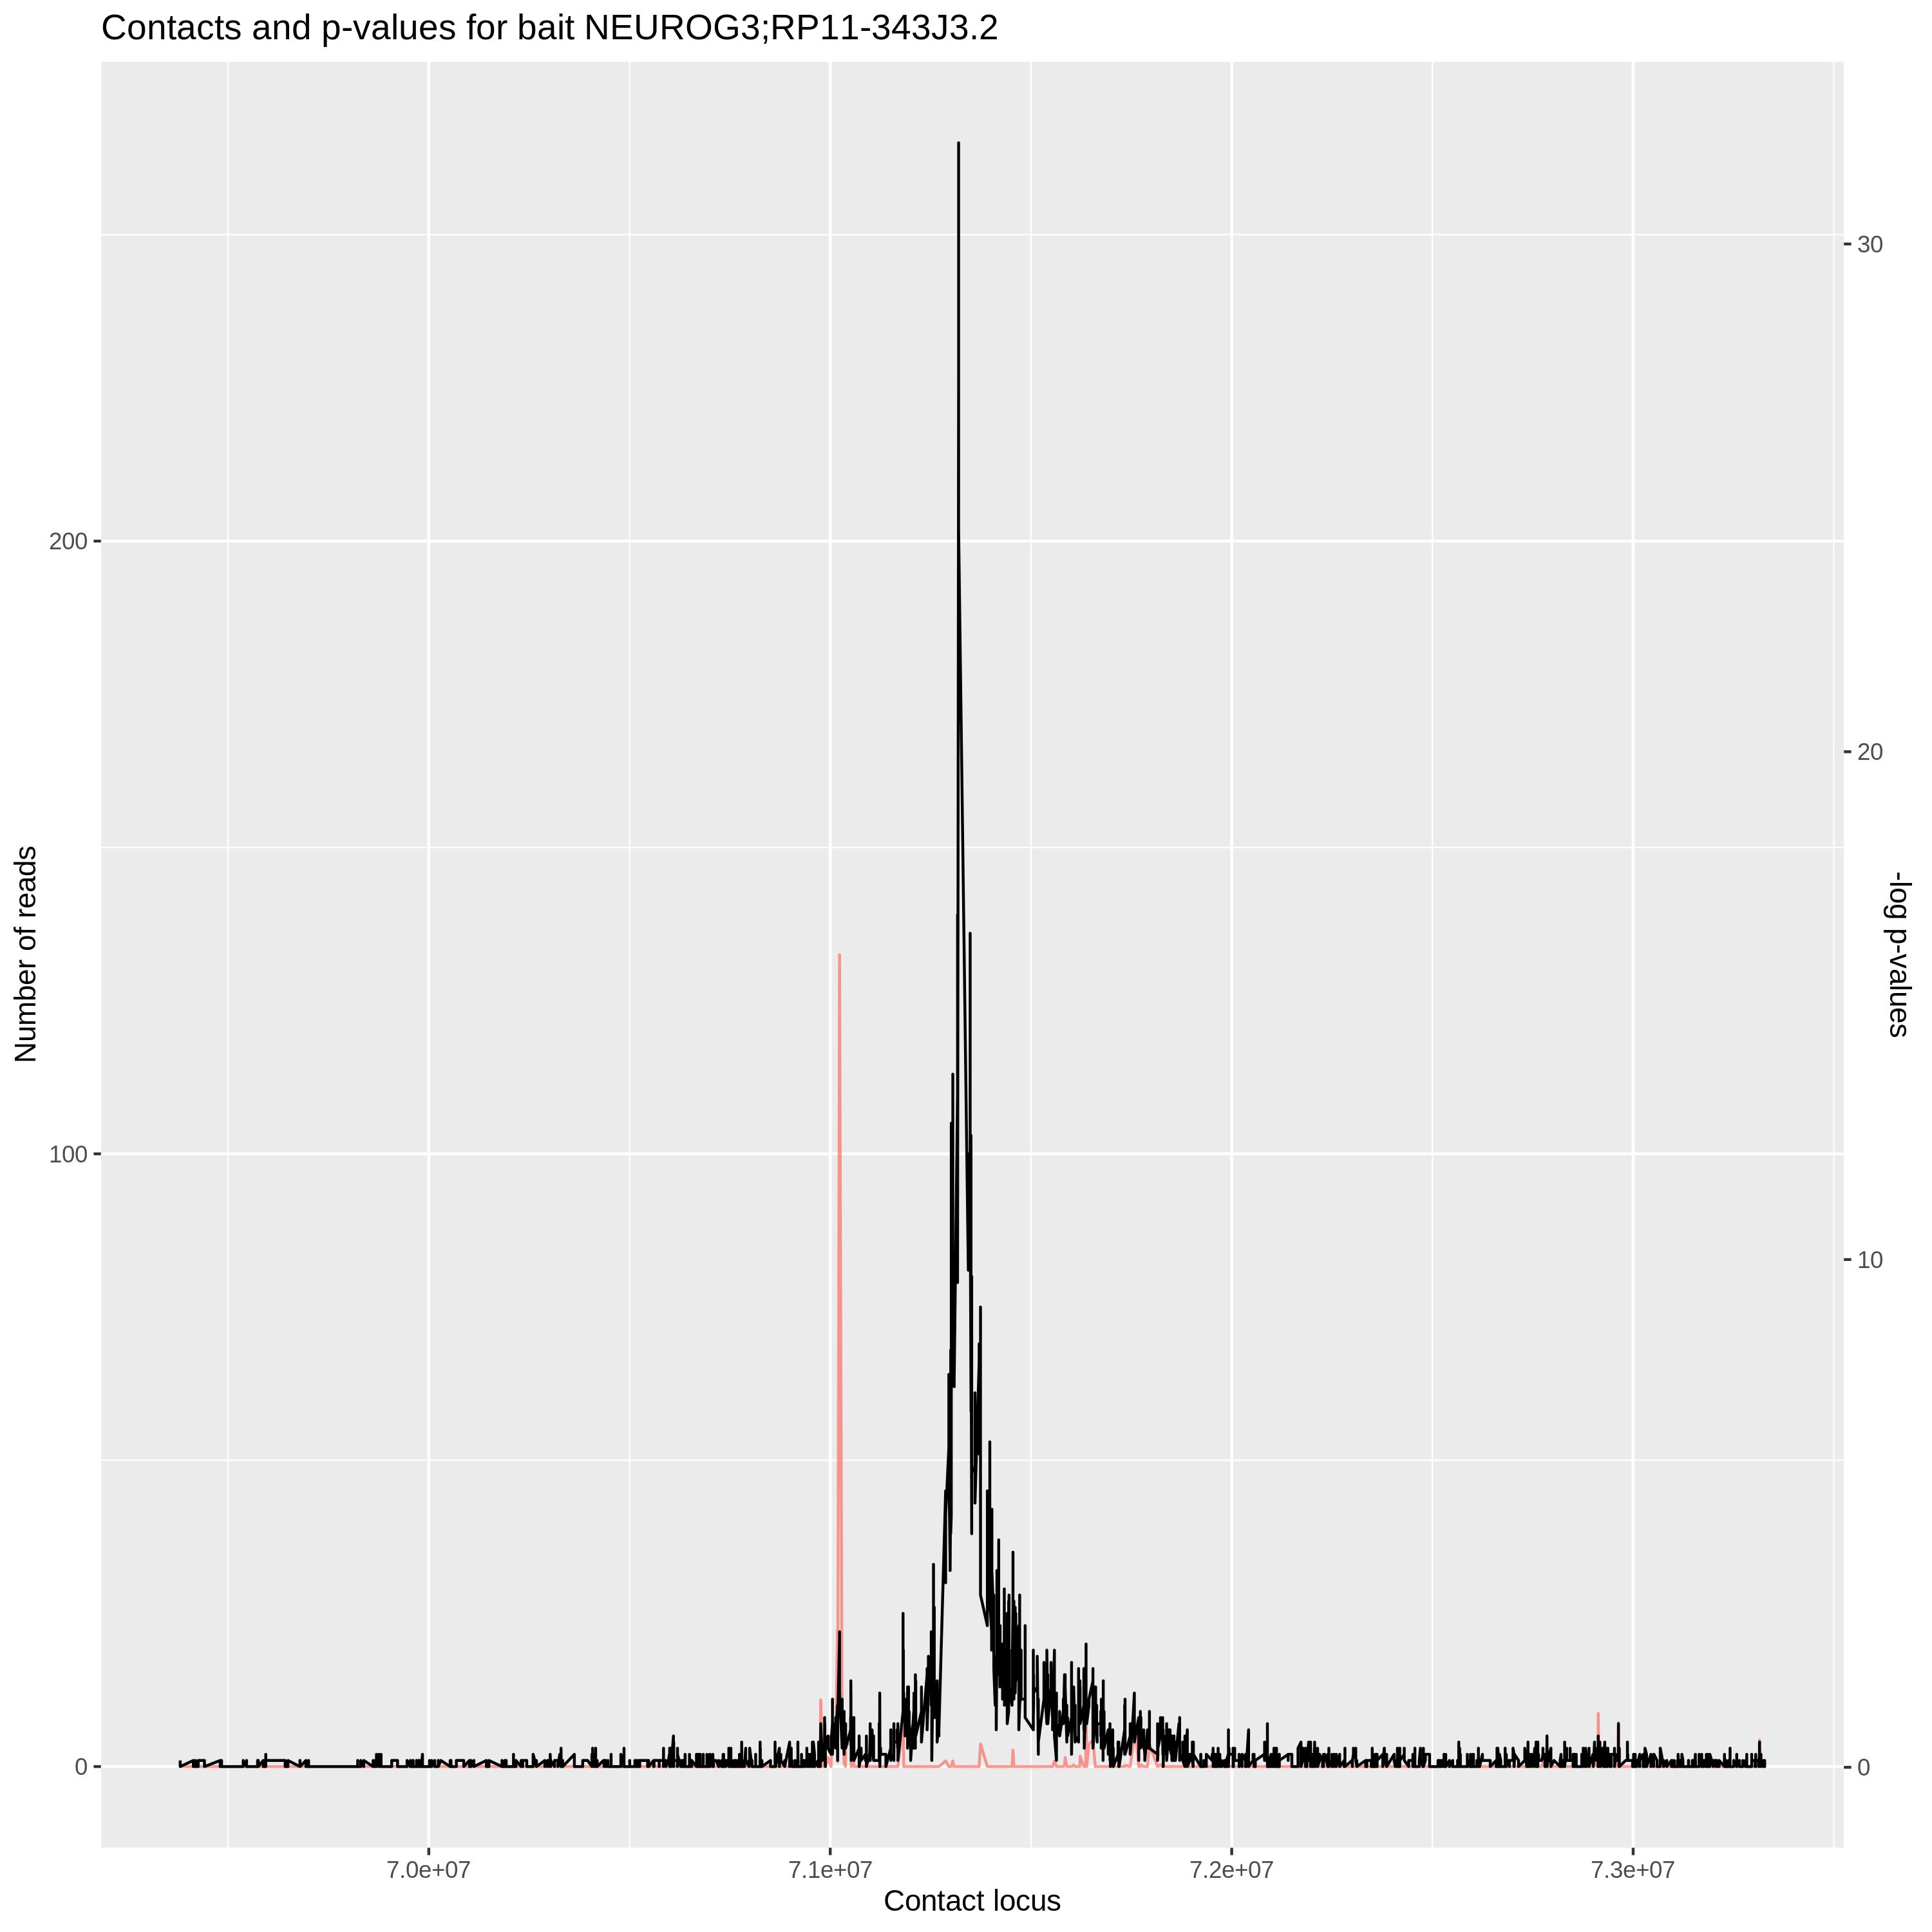 Contacts and p-values for bait NEUROG3;RP11-343J3.2
Number of reads
200
100
0
30
20
10
0
-log p-values
7.0e+07
7.1e+07
7.2e+07
7.3e+07
Contact locus